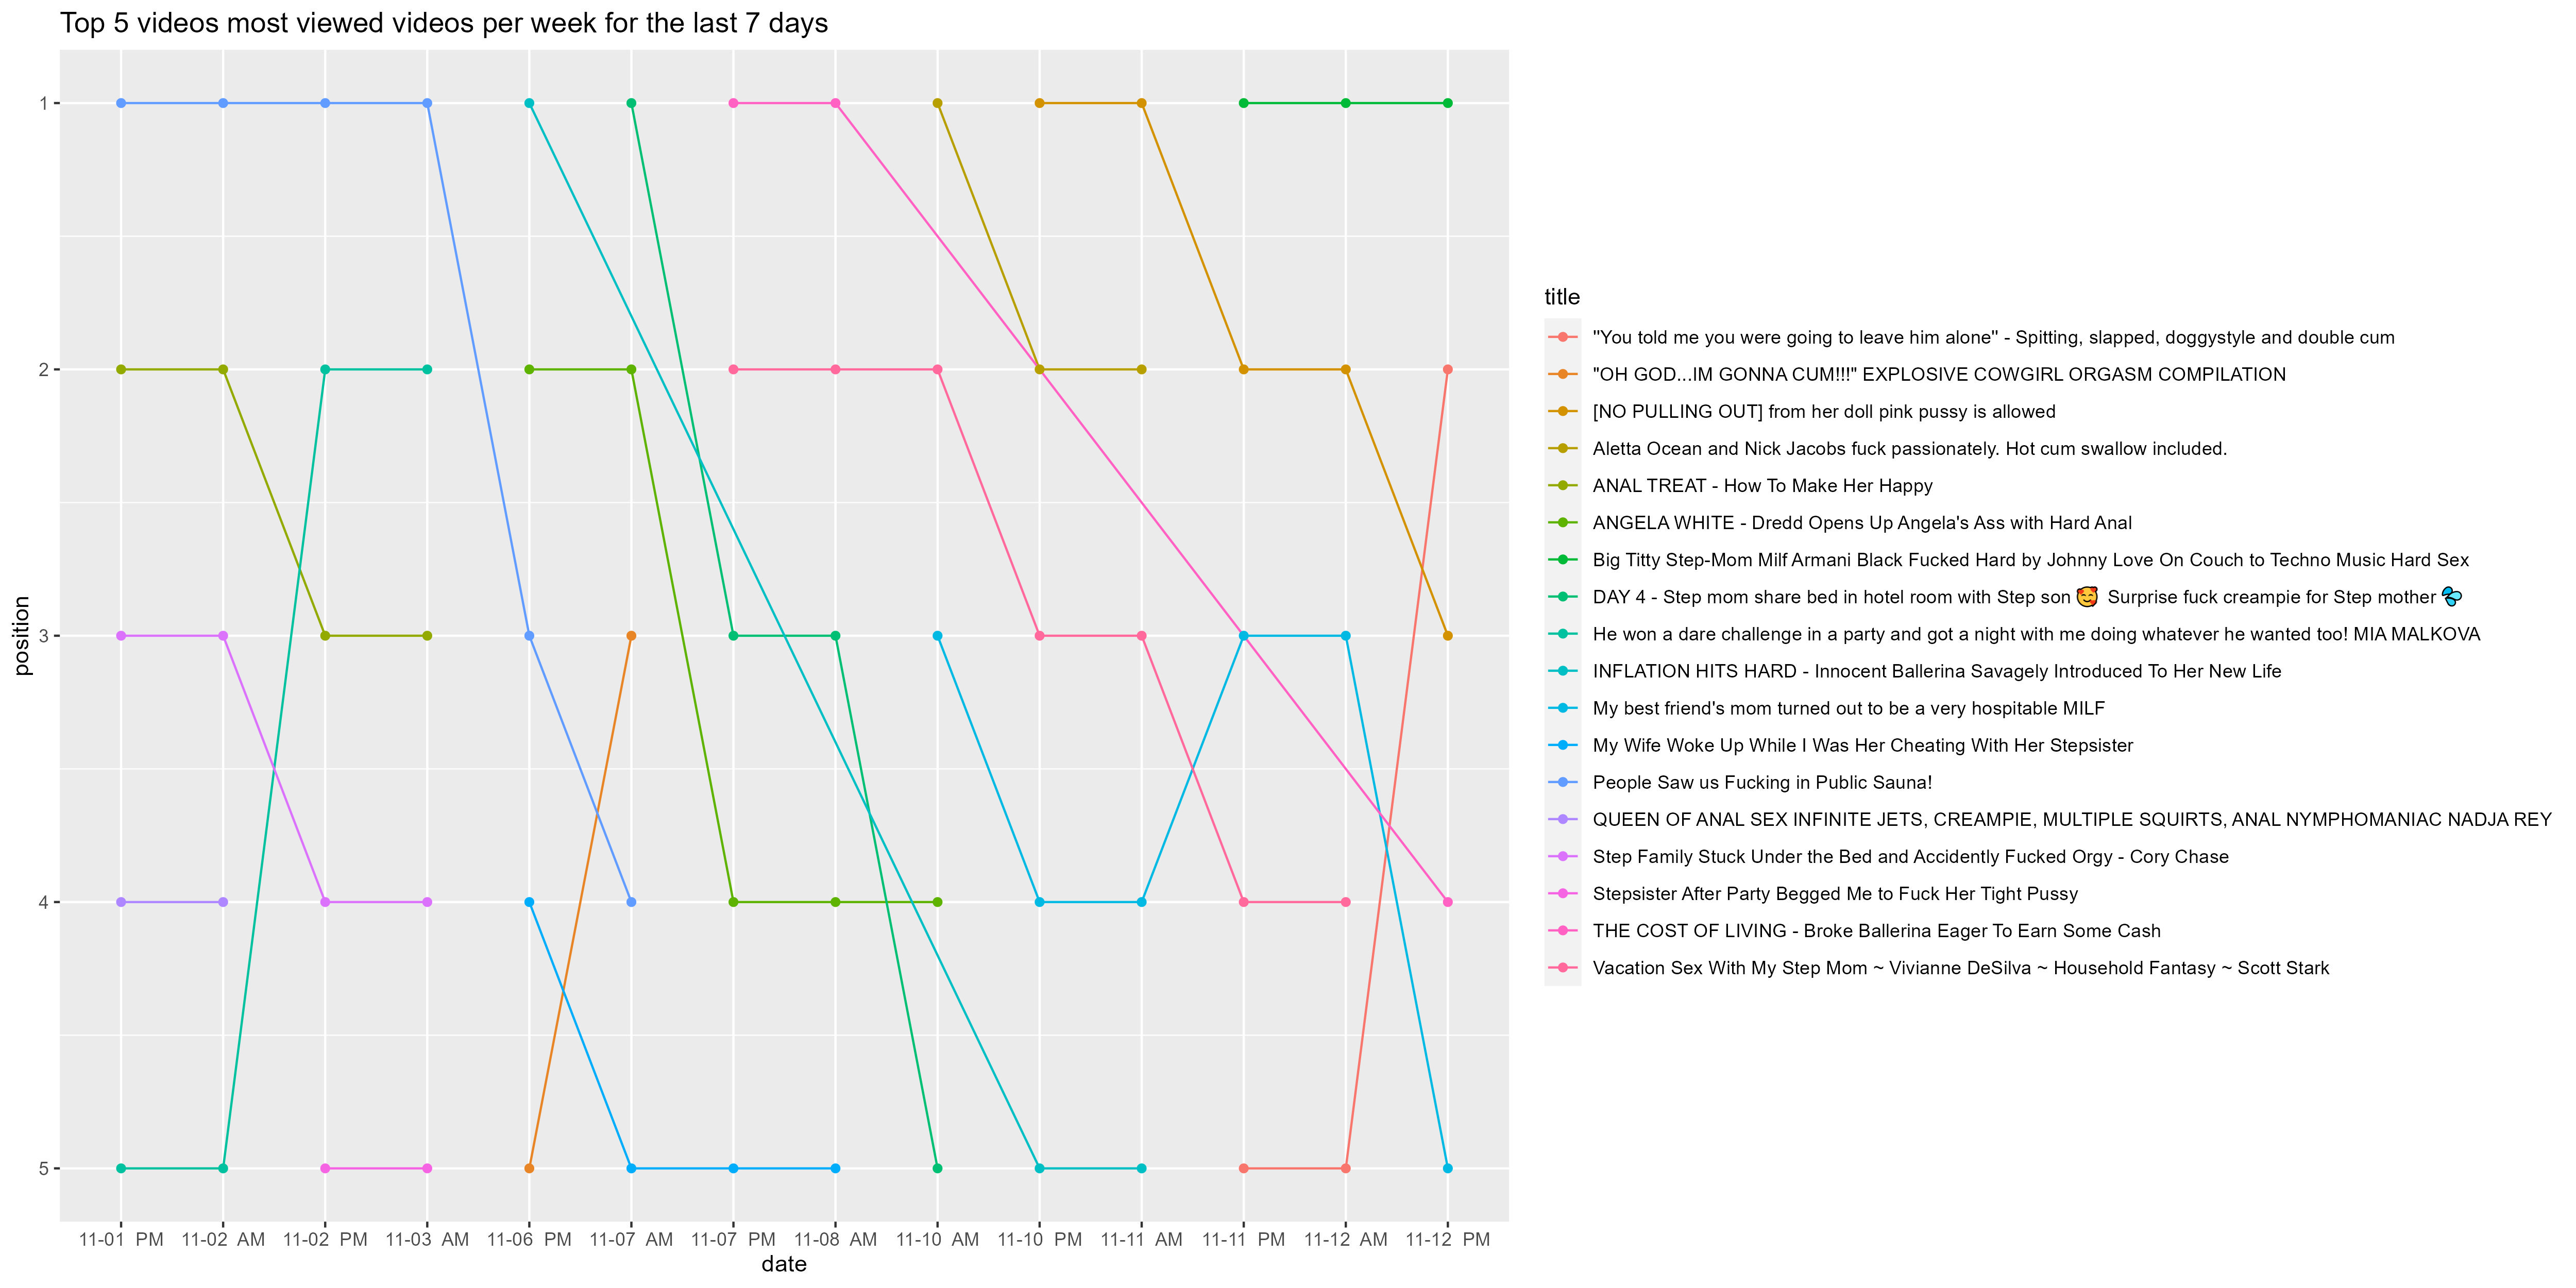 Top 5 videos most viewed videos per week for the last 7 days
position
1
2
3
4
5
11-01 PM 11-02 AM 11-02 PM 11-03 AM 11-06 PM 11-07 AM 11-07 PM 11-08 AM 11-10 AM 11-10 PM 11-11 AM 11-11 PM 11-12 AM 11-12 PM
date
title
"You told me you were going to leave him alone" - Spitting, slapped, doggystyle and double cum
"OH GOD...IM GONNA CUM!!!" EXPLOSIVE COWGIRL ORGASM COMPILATION
[NO PULLING OUT] from her doll pink pussy is allowed
Aletta Ocean and Nick Jacobs fuck passionately. Hot cum swallow included.
ANAL TREAT - How To Make Her Happy
ANGELA WHITE - Dredd Opens Up Angela's Ass with Hard Anal
Big Titty Step-Mom Milf Armani Black Fucked Hard by Johnny Love On Couch to Techno Music Hard Sex
DAY 4 - Step mom share bed in hotel room with Step son 🥰 Surprise fuck creampie for Step mother 💦
He won a dare challenge in a party and got a night with me doing whatever he wanted too! MIA MALKOVA
INFLATION HITS HARD - Innocent Ballerina Savagely Introduced To Her New Life
My best friend's mom turned out to be a very hospitable MILF
My Wife Woke Up While I Was Her Cheating With Her Stepsister
People Saw us Fucking in Public Sauna!
QUEEN OF ANAL SEX INFINITE JETS, CREAMPIE, MULTIPLE SQUIRTS, ANAL NYMPHOMANIAC NADJA REY
Step Family Stuck Under the Bed and Accidently Fucked Orgy - Cory Chase
Stepsister After Party Begged Me to Fuck Her Tight Pussy
THE COST OF LIVING - Broke Ballerina Eager To Earn Some Cash
Vacation Sex With My Step Mom ~ Vivianne DeSilva ~ Household Fantasy ~ Scott Stark